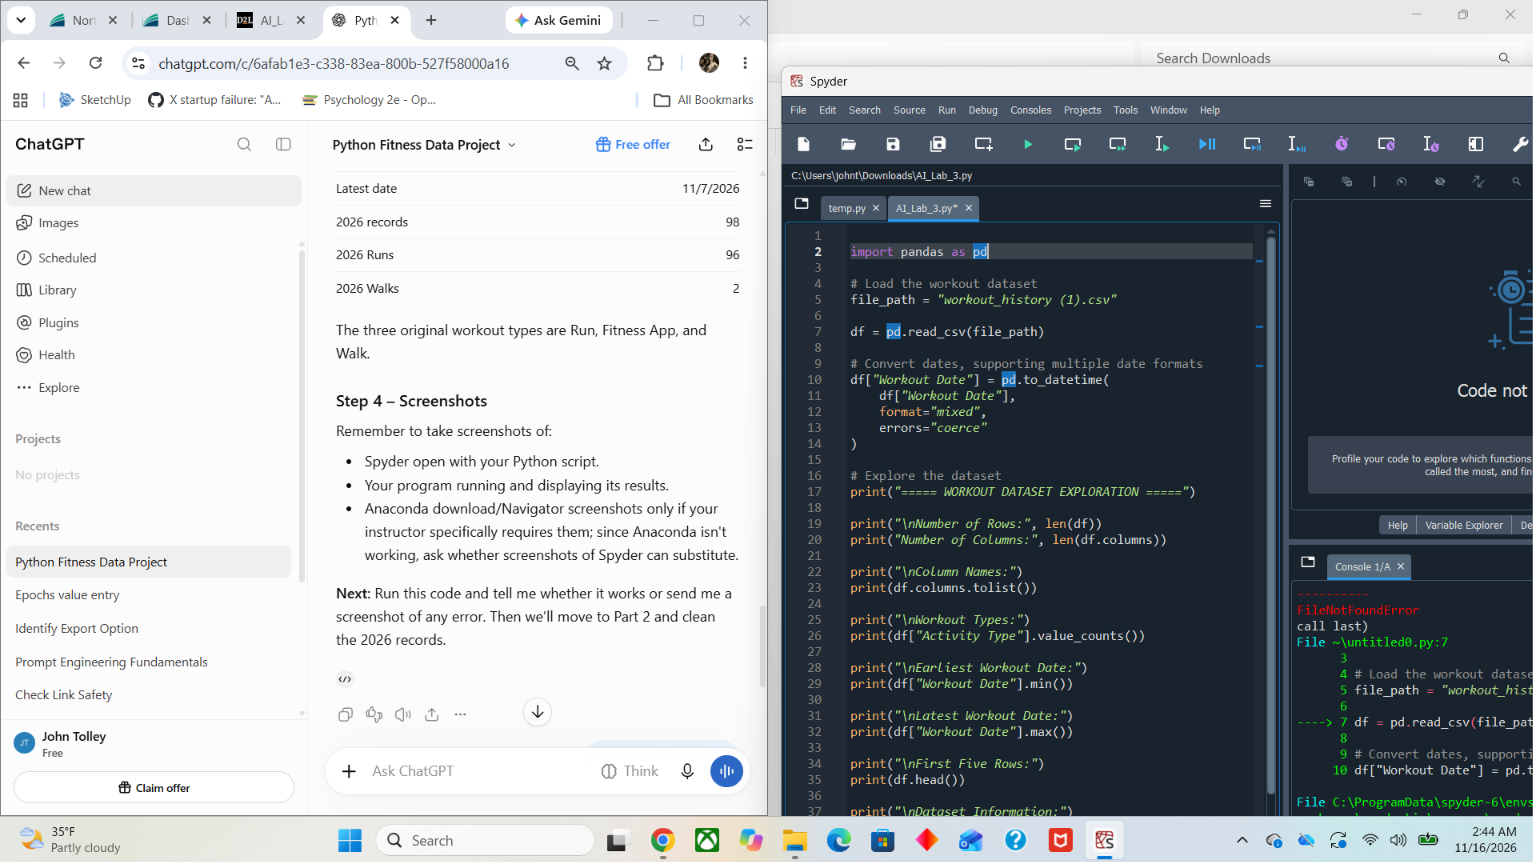 Nort
Dash
D2L
AI_L
Pyth
Ask Gemini
chatgpt.com/c/6afab1e3-c338-83ea-800b-527f58000a16
SketchUp
X startup failure: "A...
Psychology 2e - Op...
All Bookmarks
ChatGPT
New chat
Images
Scheduled
Library
Plugins
Health
Explore
Projects
No projects
Recents
Python Fitness Data Project
Epochs value entry
Identify Export Option
Prompt Engineering Fundamentals
Check Link Safety
JT
John Tolley
Free
Claim offer
Python Fitness Data Project
Free offer
Latest date 11/7/2026
2026 records 98
2026 Runs 96
2026 Walks 2
The three original workout types are Run, Fitness App, and
Walk.
Step 4 – Screenshots
Remember to take screenshots of:
• Spyder open with your Python script.
• Your program running and displaying its results.
• Anaconda download/Navigator screenshots only if your
instructor specifically requires them; since Anaconda isn't
working, ask whether screenshots of Spyder can substitute.
Next: Run this code and tell me whether it works or send me a
screenshot of any error. Then we'll move to Part 2 and clean
the 2026 records.
Ask ChatGPT
Think
Search Downloads
Spyder
File Edit Search Source Run Debug Consoles Projects Tools Window Help
C:\Users\johnt\Downloads\AI_Lab_3.py
temp.py
AI_Lab_3.py*
1
2 import pandas as pd
3
4 # Load the workout dataset
5 file_path = "workout_history (1).csv"
6
7 df = pd.read_csv(file_path)
8
9 # Convert dates, supporting multiple date formats
10 df["Workout Date"] = pd.to_datetime(
11 df["Workout Date"],
12 format="mixed",
13 errors="coerce"
14 )
15
16 # Explore the dataset
17 print("===== WORKOUT DATASET EXPLORATION =====")
18
19 print("\nNumber of Rows:", len(df))
20 print("Number of Columns:", len(df.columns))
21
22 print("\nColumn Names:")
23 print(df.columns.tolist())
24
25 print("\nWorkout Types:")
26 print(df["Activity Type"].value_counts())
27
28 print("\nEarliest Workout Date:")
29 print(df["Workout Date"].min())
30
31 print("\nLatest Workout Date:")
32 print(df["Workout Date"].max())
33
34 print("\nFirst Five Rows:")
35 print(df.head())
36
37 print("\nDataset Information:")
Code not
Profile your code to explore which functions
called the most, and fin
Help Variable Explorer De
Console 1/A
----------
FileNotFoundError
call last)
File ~\untitled0.py:7
3
4 # Load the workout datase
5 file_path = "workout_hist
6
----> 7 df = pd.read_csv(file_pat
8
9 # Convert dates, supporti
10 df["Workout Date"] = pd.t
File C:\ProgramData\spyder-6\envs
35°F
Partly cloudy
Search
2:44 AM
11/16/2026